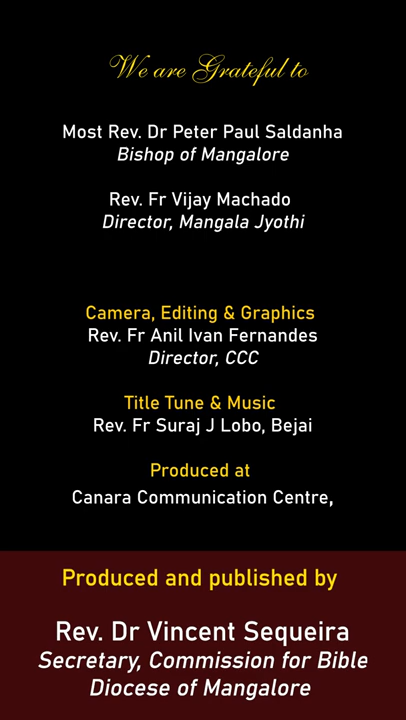 We are Grateful to
Most Rev. Dr Peter Paul Saldanha
Bishop of Mangalore
Rev. Fr Vijay Machado
Director, Mangala Jyothi
Camera, Editing & Graphics
Rev. Fr Anil Ivan Fernandes
Director, CCC
Title Tune & Music
Rev. Fr Suraj J Lobo, Bejai
Produced at
Canara Communication Centre,
Produced and published by
Rev. Dr Vincent Sequeira
Secretary, Commission for Bible
Diocese of Mangalore